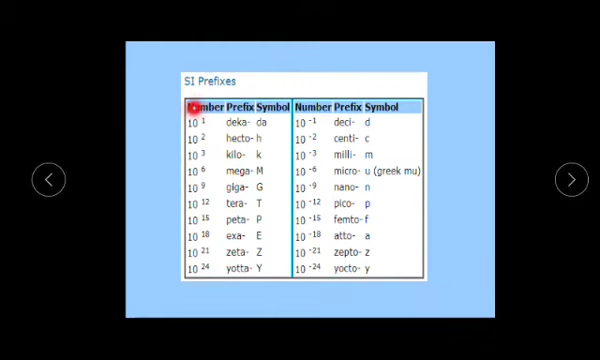 SI Prefixes
Number Prefix Symbol Number Prefix Symbol
10 1 deka- da 10 -1 deci- d
10 2 hecto- h 10 -2 centi- c
10 3 kilo- k 10 -3 milli- m
10 6 mega- M 10 -6 micro- u (greek mu)
10 9 giga- G 10 -9 nano- n
10 12 tera- T 10 -12 pico- p
10 15 peta- P 10 -15 femto- f
10 18 exa- E 10 -18 atto- a
10 21 zeta- Z 10 -21 zepto- z
10 24 yotta- Y 10 -24 yocto- y